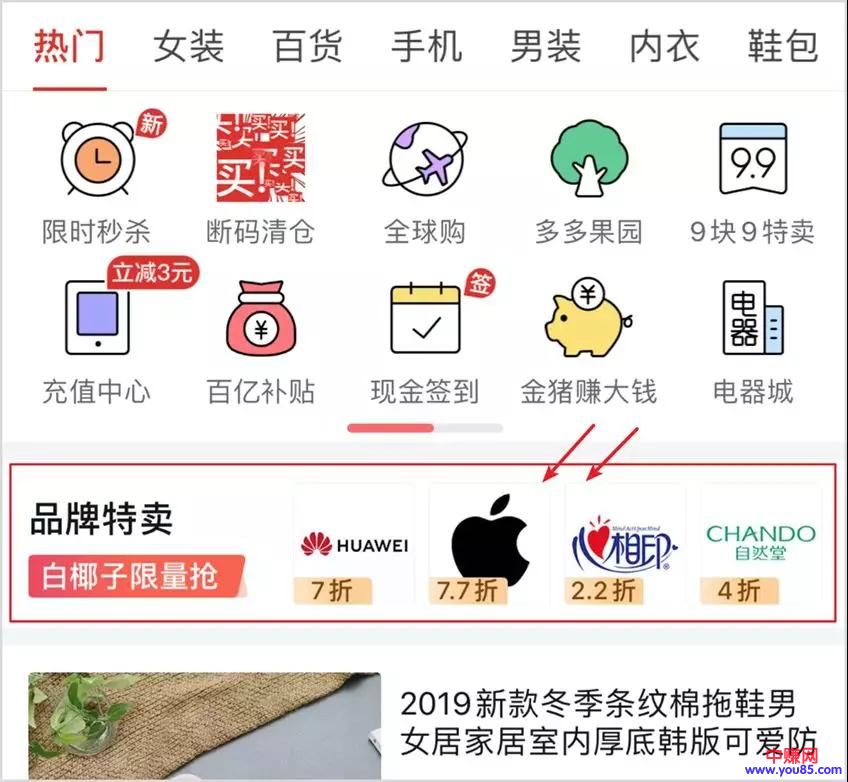 热门 女装 百货 手机 男装 内衣 鞋包
新
买!
9.9
限时秒杀 断码清仓 全球购 多多果园 9块9特卖
立减3元
签
¥
¥
电器
充值中心 百亿补贴 现金签到 金猪赚大钱 电器城
品牌特卖
白椰子限量抢
HUAWEI
7折
7.7折
Mind Act Upon Mind
心相印
®
2.2折
CHANDO
自然堂
4折
2019新款冬季条纹棉拖鞋男
女居家居室内厚底韩版可爱防
中赚网
www.you85.com